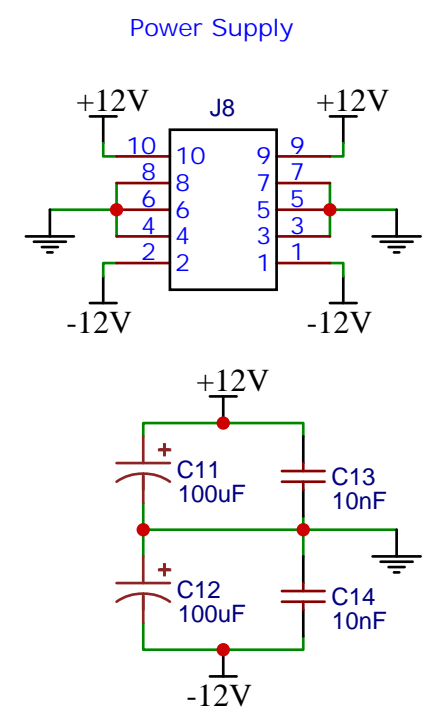 Power Supply
+12V +12V
J8
10 10 9 9
8 8 7 7
6 6 5 5
4 4 3 3
2 2 1 1
-12V -12V
+12V
+ C11 C13
100uF 10nF
+ C12 C14
100uF 10nF
-12V